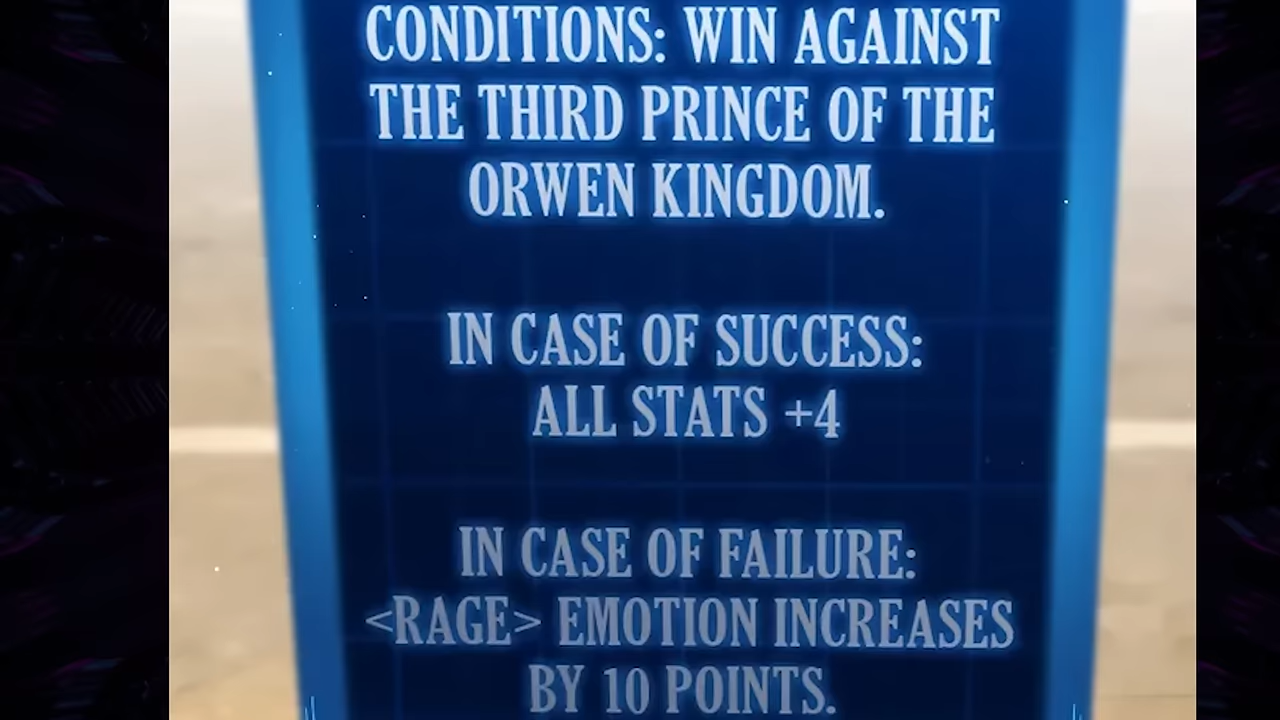 CONDITIONS: WIN AGAINST
THE THIRD PRINCE OF THE
ORWEN KINGDOM.
IN CASE OF SUCCESS:
ALL STATS +4
IN CASE OF FAILURE:
<RAGE> EMOTION INCREASES
BY 10 POINTS.